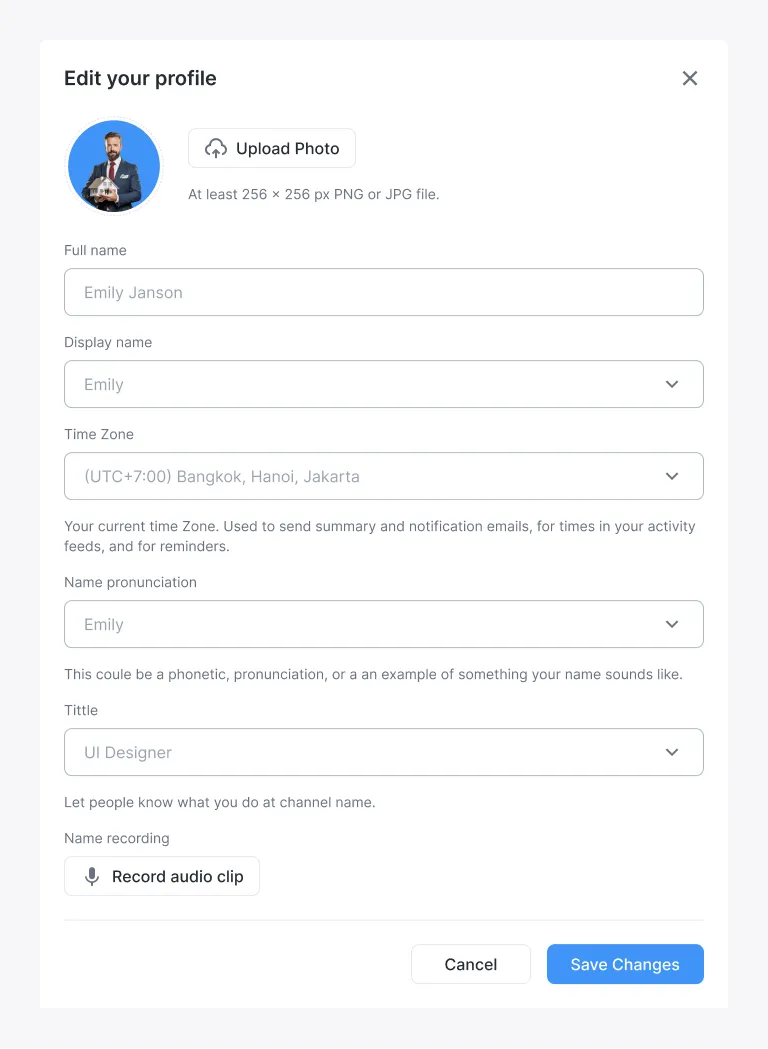 Edit your profile
Upload Photo
At least 256 × 256 px PNG or JPG file.
Full name
Emily Janson
Display name
Emily
Time Zone
(UTC+7:00) Bangkok, Hanoi, Jakarta
Your current time Zone. Used to send summary and notification emails, for times in your activity
feeds, and for reminders.
Name pronunciation
Emily
This coule be a phonetic, pronunciation, or a an example of something your name sounds like.
Tittle
UI Designer
Let people know what you do at channel name.
Name recording
Record audio clip
Cancel
Save Changes